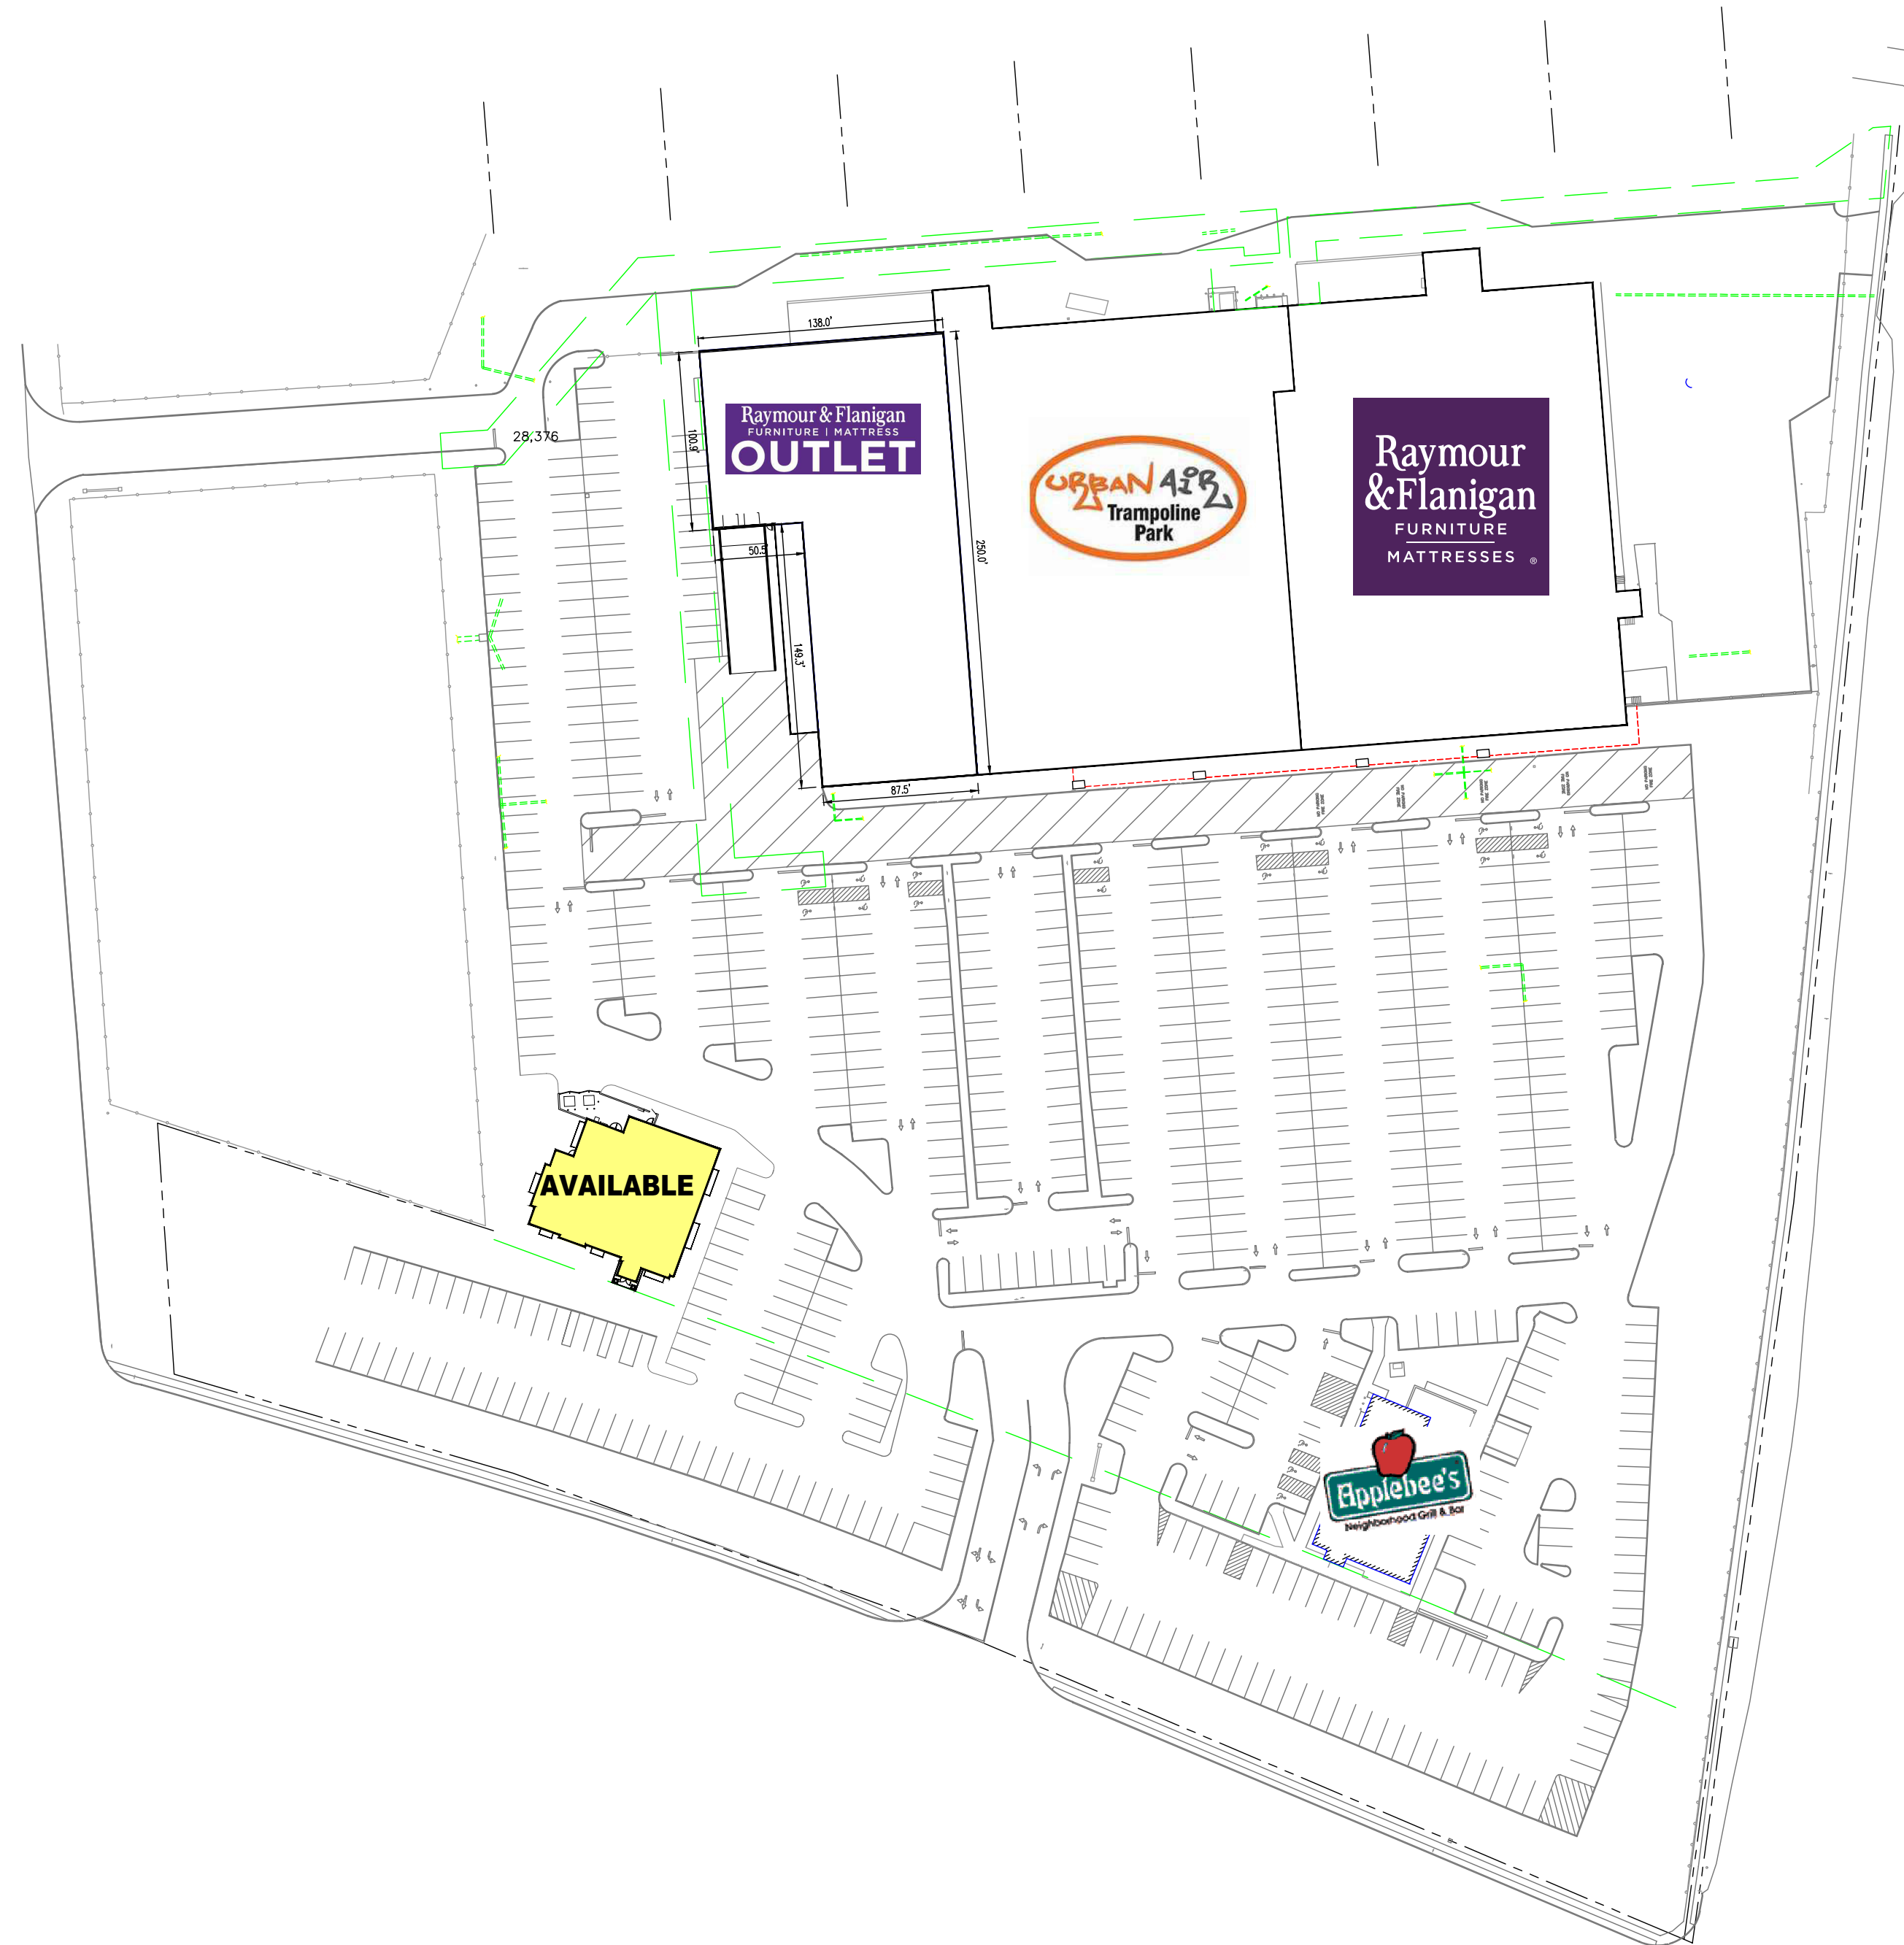 138.0'
Raymour & Flanigan
FURNITURE | MATTRESS
OUTLET
28,376
100.9'
50.5'
250.0'
149.3'
87.5'
URBAN AIR
Trampoline
Park
Raymour
&Flanigan
FURNITURE
MATTRESSES ®
AVAILABLE
Applebee's
Neighborhood Grill & Bar